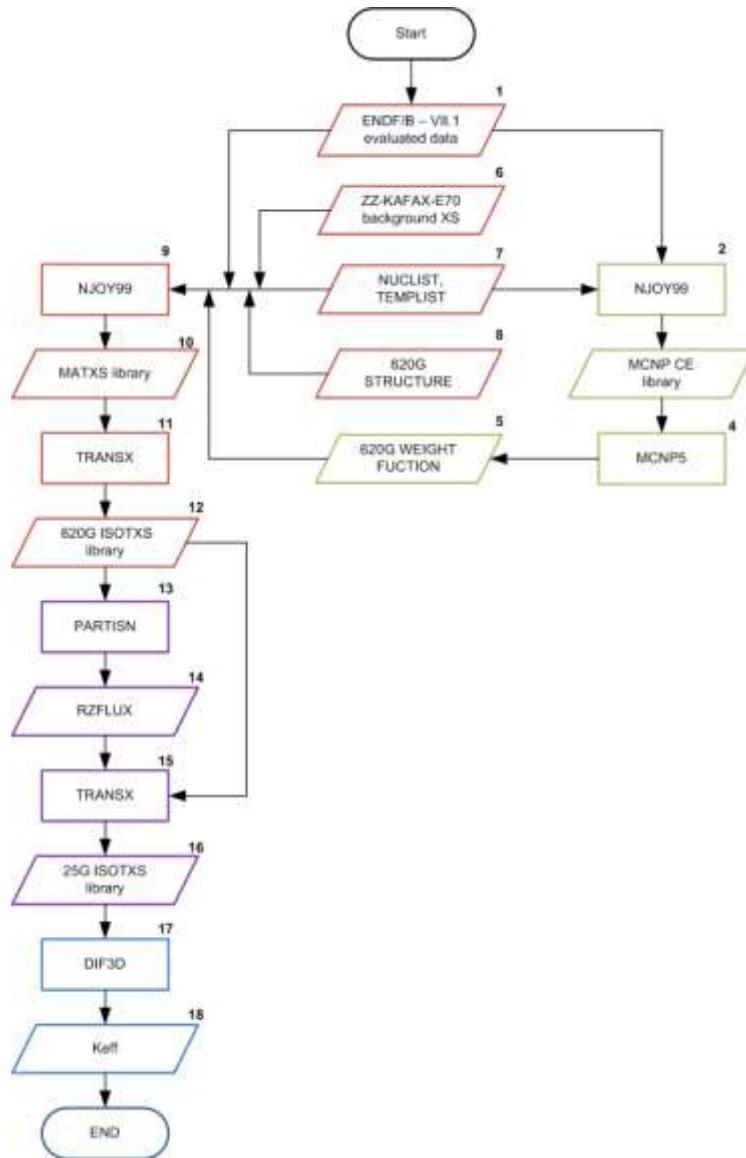 Start
1
ENDF/B – VII.1
evaluated data
6
ZZ-KAFAX-E70
background XS
9
NJOY99
7
NUCLIST,
TEMPLIST
2
NJOY99
10
MATXS library
8
620G
STRUCTURE
MCNP CE
library
11
TRANSX
5
620G WEIGHT
FUCTION
4
MCNP5
12
620G ISOTXS
library
13
PARTISN
14
RZFLUX
15
TRANSX
16
25G ISOTXS
library
17
DIF3D
18
Keff
END